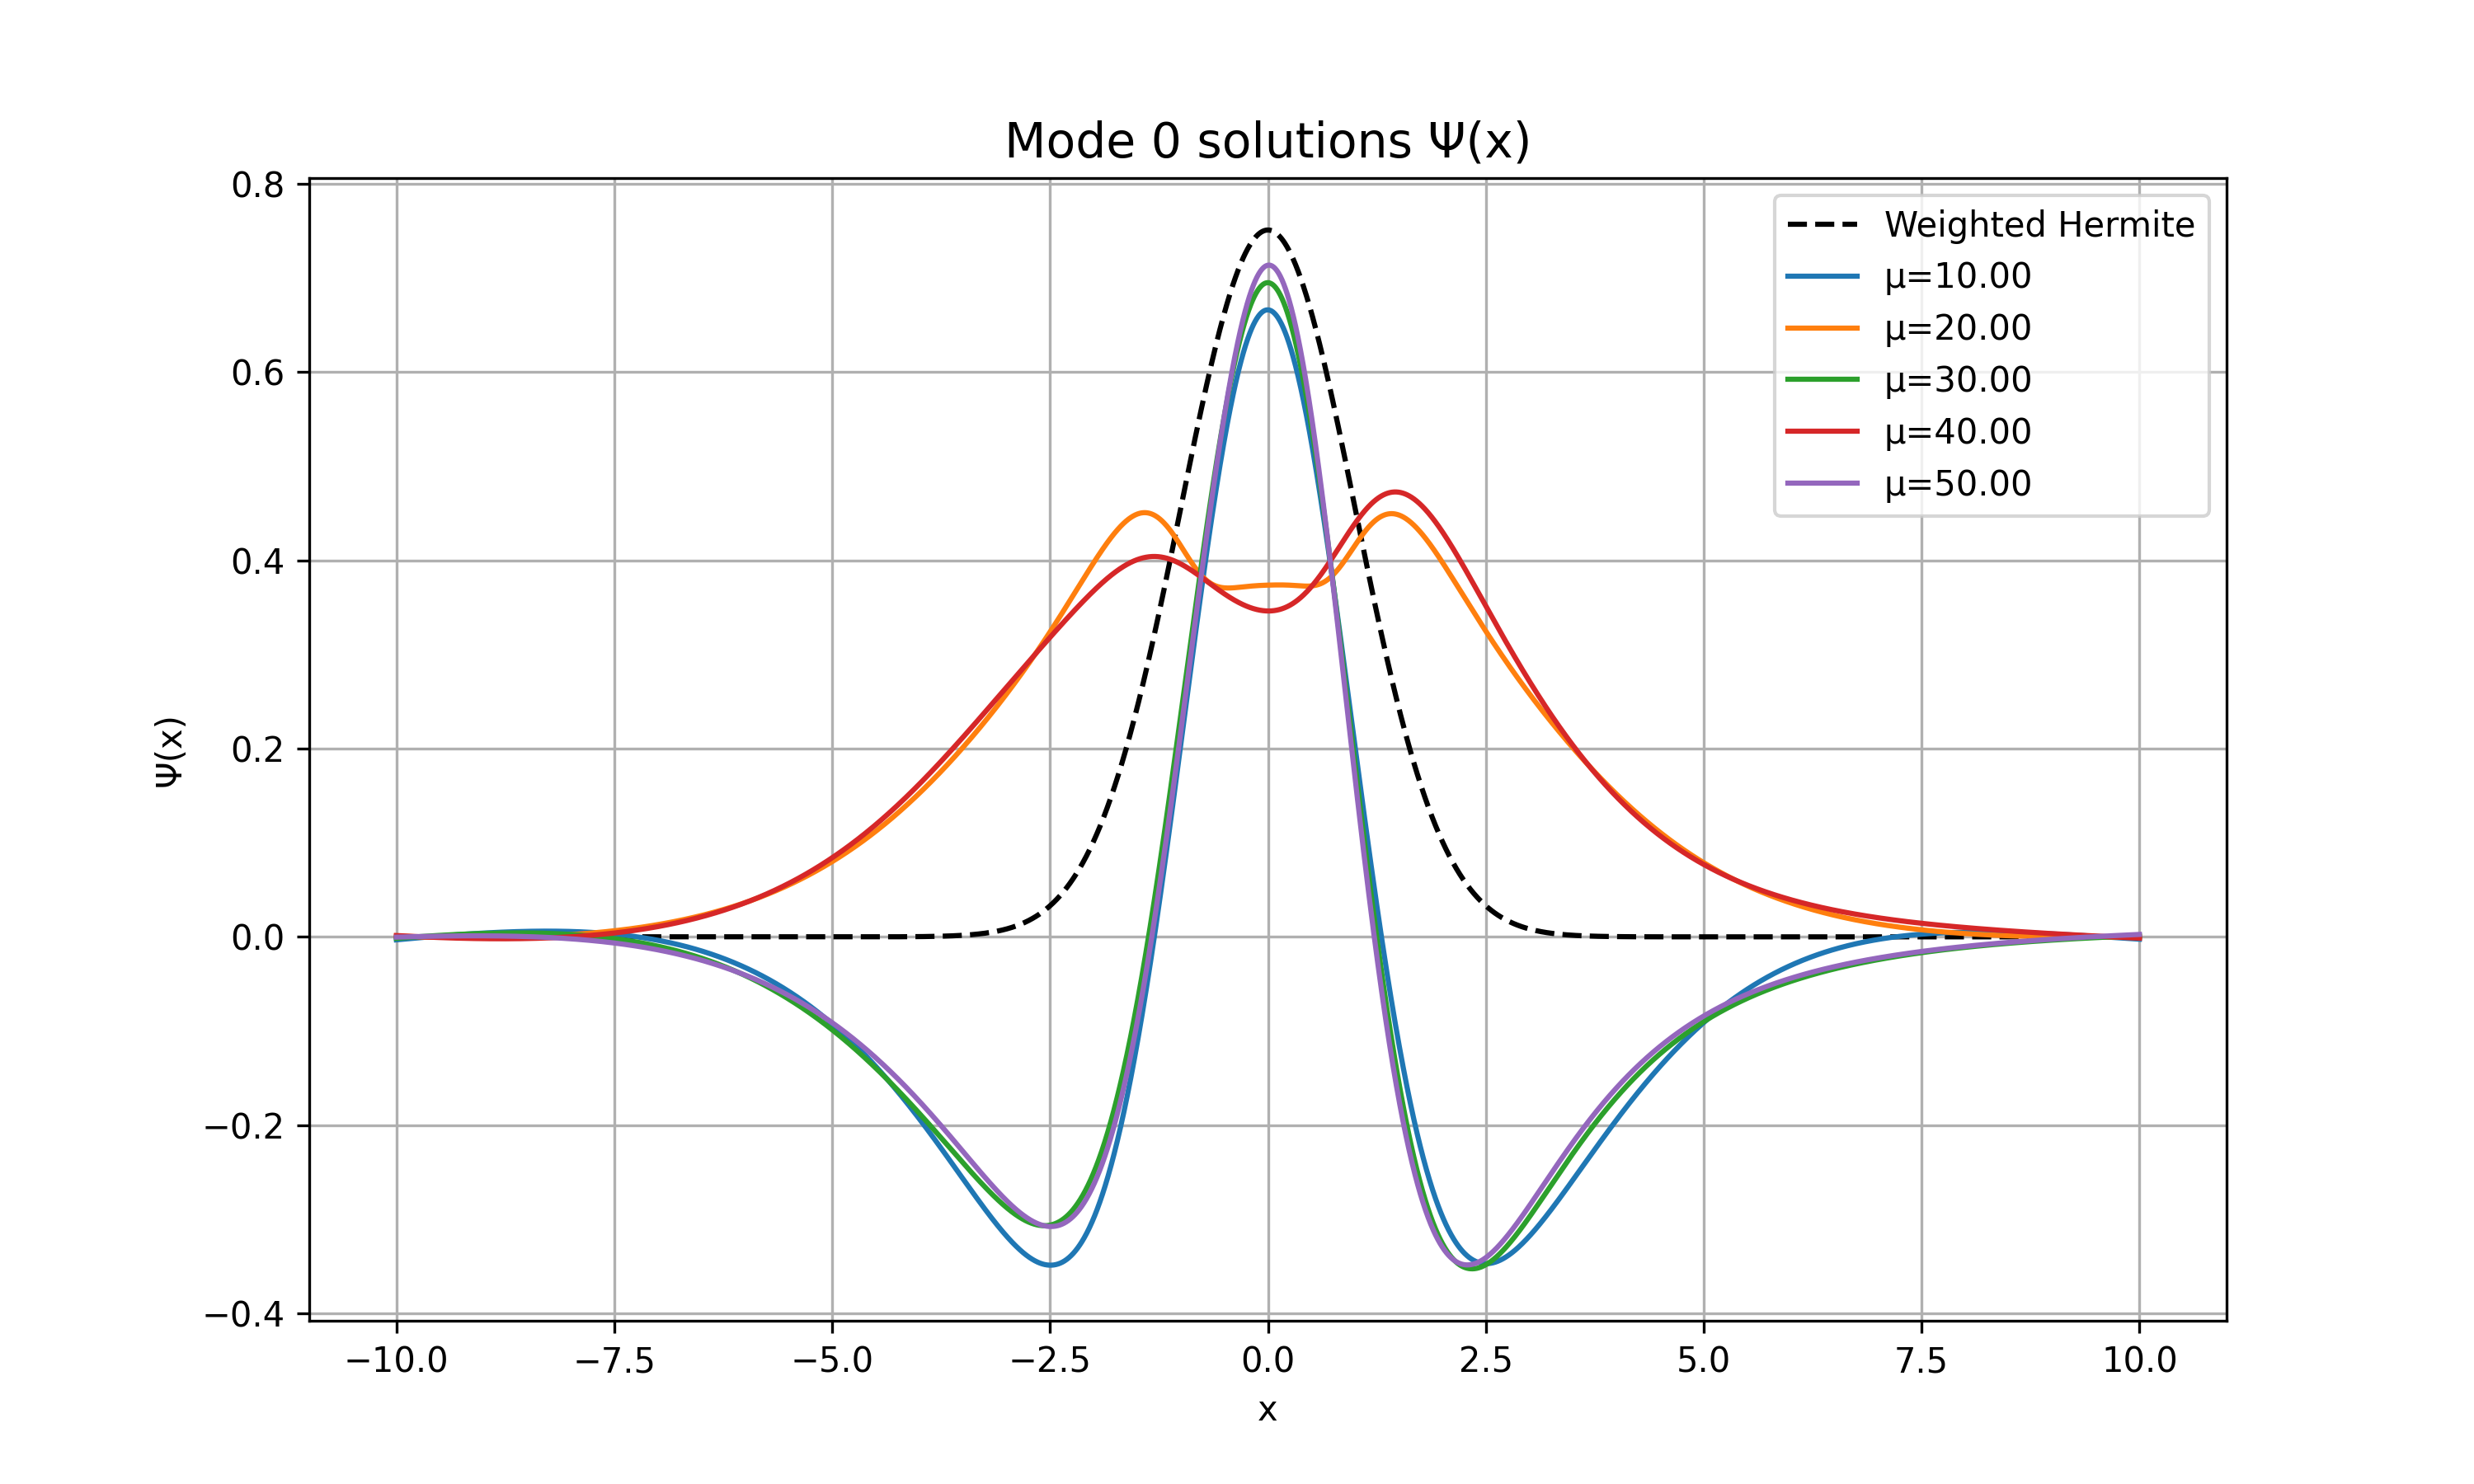 Mode 0 solutions Ψ(x)
0.8
0.6
0.4
0.2
0.0
−0.2
−0.4
Ψ(x)
Weighted Hermite
μ=10.00
μ=20.00
μ=30.00
μ=40.00
μ=50.00
−10.0 −7.5 −5.0 −2.5 0.0 2.5 5.0 7.5 10.0
x